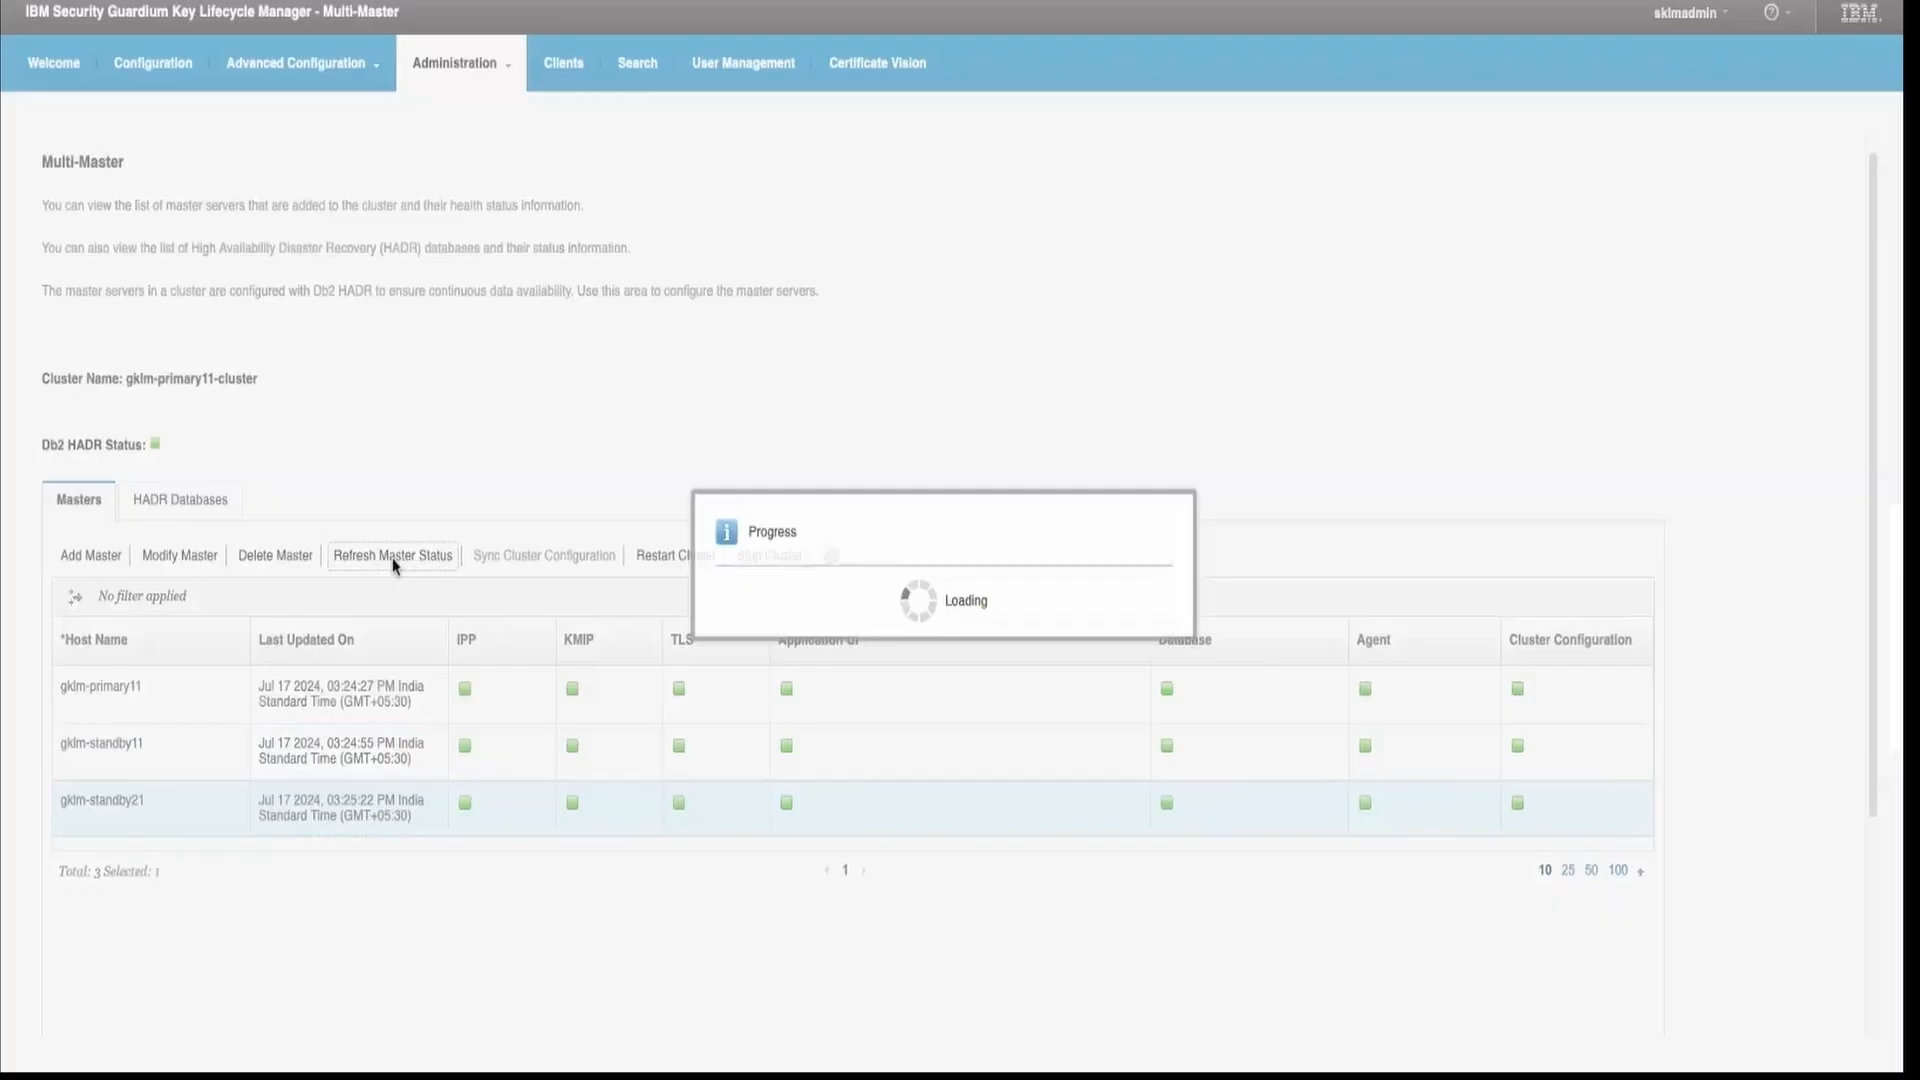 IBM Security Guardium Key Lifecycle Manager - Multi-Master
sklmadmin
IBM
Welcome
Configuration
Advanced Configuration
Administration
Clients
Search
User Management
Certificate Vision
Multi-Master
You can view the list of master servers that are added to the cluster and their health status information.
You can also view the list of High Availability Disaster Recovery (HADR) databases and their status information.
The master servers in a cluster are configured with Db2 HADR to ensure continuous data availability. Use this area to configure the master servers.
Cluster Name: gklm-primary11-cluster
Db2 HADR Status:
Masters
HADR Databases
Progress
Add Master
Modify Master
Delete Master
Refresh Master Status
Sync Cluster Configuration
Restart Cluster
Loading
No filter applied
*Host Name
Last Updated On
IPP
KMIP
TLS
Application UI
Database
Agent
Cluster Configuration
gklm-primary11
Jul 17 2024, 03:24:27 PM India
Standard Time (GMT+05:30)
gklm-standby11
Jul 17 2024, 03:24:55 PM India
Standard Time (GMT+05:30)
gklm-standby21
Jul 17 2024, 03:25:22 PM India
Standard Time (GMT+05:30)
Total: 3 Selected: 1
1
10 25 50 100